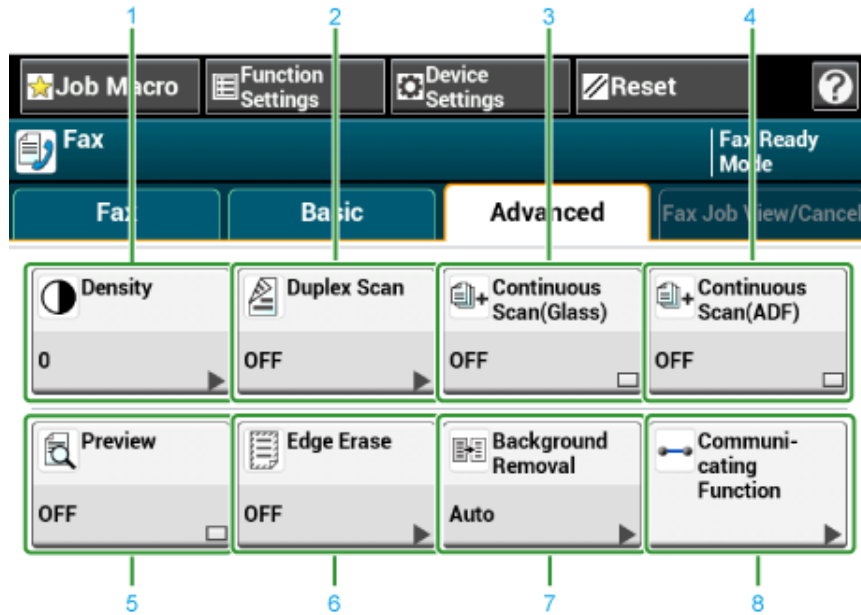 1 2 3 4
Job Macro Function Settings Device Settings Reset ?
Fax Fax Ready Mode
Fax Basic Advanced Fax Job View/Cancel
Density Duplex Scan Continuous Scan(Glass) Continuous Scan(ADF)
0 OFF OFF OFF
Preview Edge Erase Background Removal Communi-
cating
Function
OFF OFF Auto
5 6 7 8